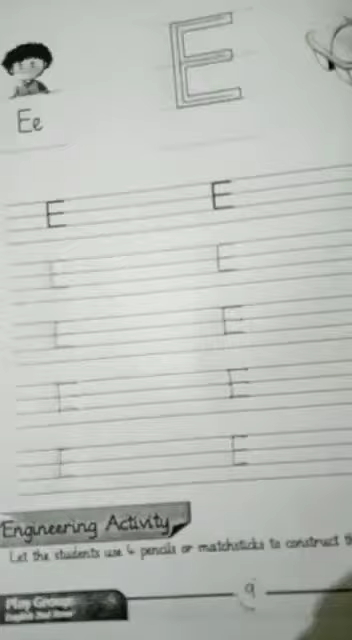 E
Ee
E E
E E
E E
E E
E E
Engineering Activity
Let the students use 4 pencils or matchsticks to construct
Play Group
9